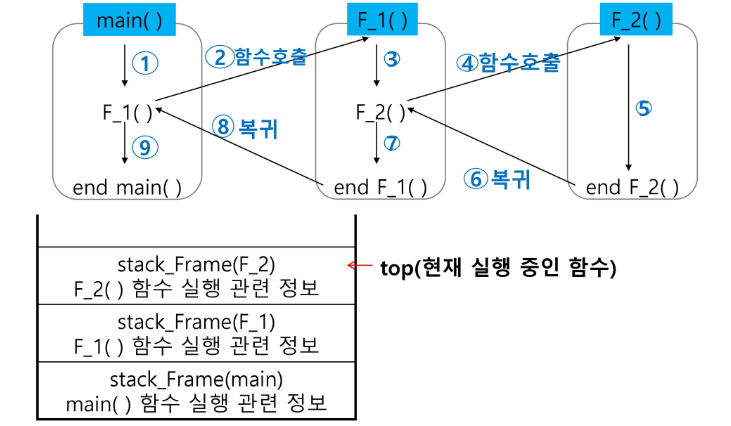 main( )
F_1( )
F_2( )
①
②함수호출
③
④함수호출
⑤
F_1( )
F_2( )
⑨
⑧ 복귀
⑦
⑥복귀
end main( )
end F_1( )
end F_2( )
stack_Frame(F_2)
F_2( ) 함수 실행 관련 정보
top(현재 실행 중인 함수)
stack_Frame(F_1)
F_1( ) 함수 실행 관련 정보
stack_Frame(main)
main( ) 함수 실행 관련 정보